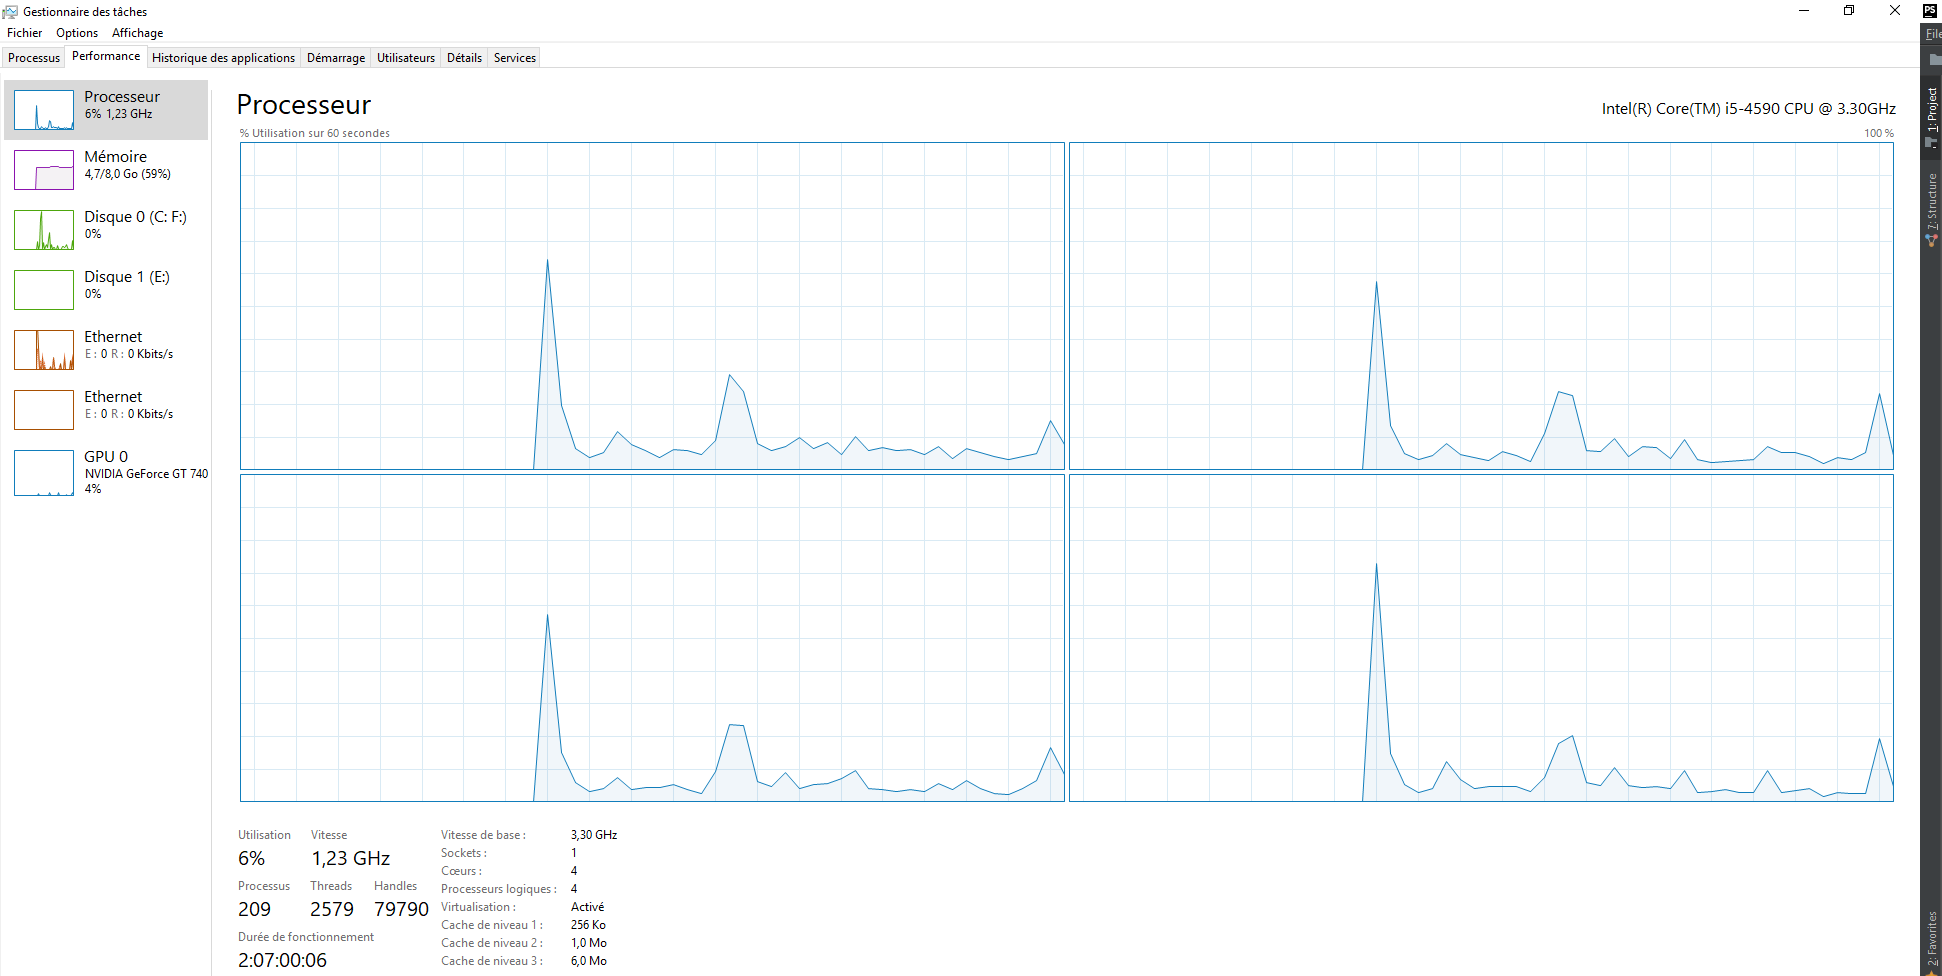 Gestionnaire des tâches
PS
Fichier Options Affichage
File
Processus Performance Historique des applications Démarrage Utilisateurs Détails Services
Processeur
6% 1,23 GHz
Mémoire
4,7/8,0 Go (59%)
Disque 0 (C: F:)
0%
Disque 1 (E:)
0%
Ethernet
E : 0 R : 0 Kbits/s
Ethernet
E : 0 R : 0 Kbits/s
GPU 0
NVIDIA GeForce GT 740
4%
Processeur
Intel(R) Core(TM) i5-4590 CPU @ 3.30GHz
% Utilisation sur 60 secondes
100 %
Utilisation Vitesse
6% 1,23 GHz
Processus Threads Handles
209 2579 79790
Durée de fonctionnement
2:07:00:06
Vitesse de base : 3,30 GHz
Sockets : 1
Cœurs : 4
Processeurs logiques : 4
Virtualisation : Activé
Cache de niveau 1 : 256 Ko
Cache de niveau 2 : 1,0 Mo
Cache de niveau 3 : 6,0 Mo
1: Project
7: Structure
2: Favorites